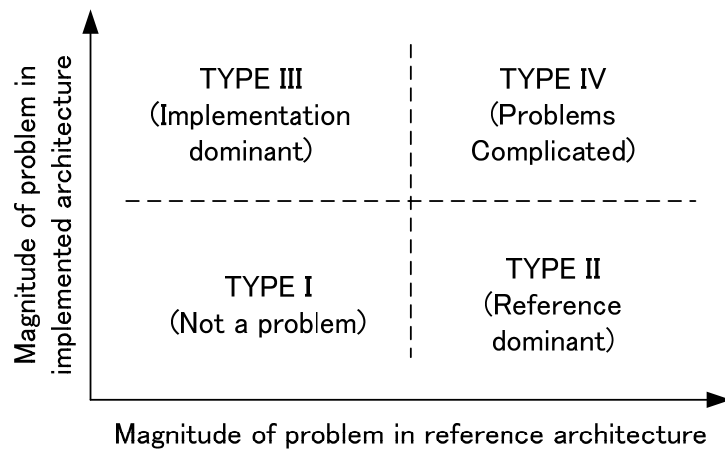 Magnitude of problem in
implemented architecture
TYPE III
(Implementation
dominant)
TYPE IV
(Problems
Complicated)
TYPE I
(Not a problem)
TYPE II
(Reference
dominant)
Magnitude of problem in reference architecture